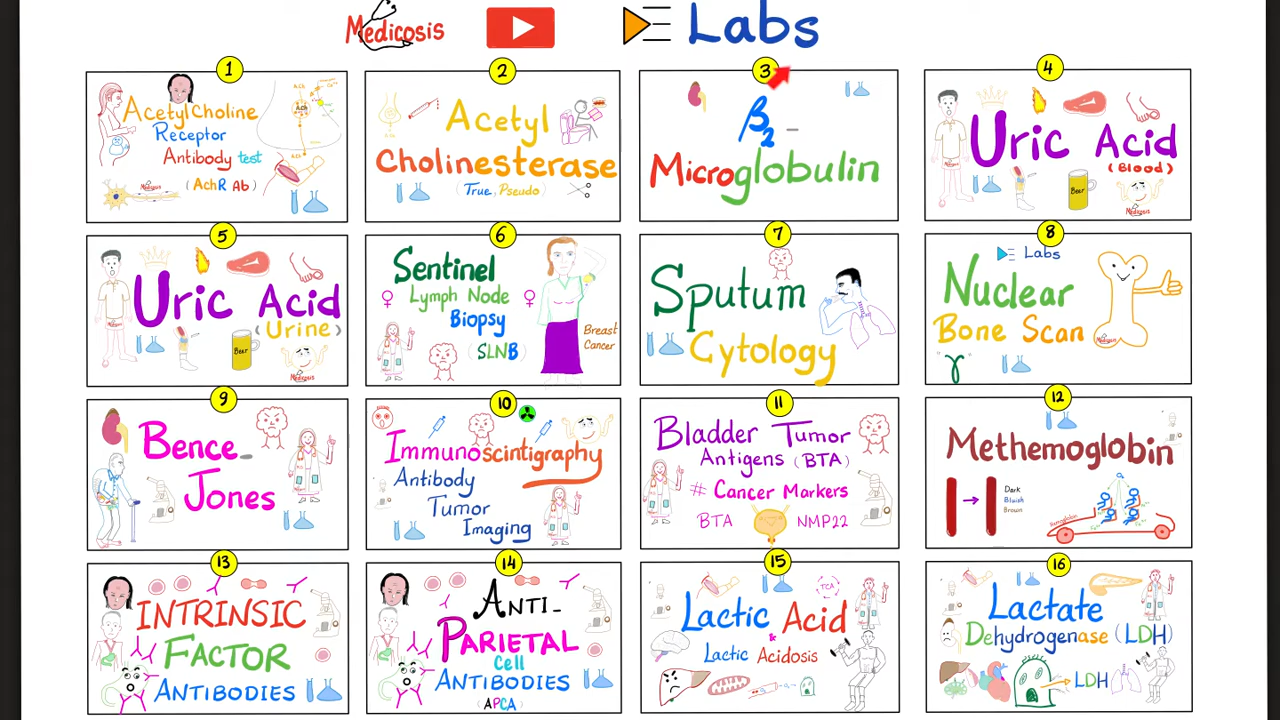 Medicosis
Labs
1
AcetylCholine
Receptor
Antibody test
(AchR Ab)
Medicosis
2
Acetyl
Cholinesterase
(True, Pseudo)
3
β2-
Microglobulin
4
Uric Acid
(Blood)
Beer
Medicosis
5
Uric Acid
(Urine)
Beer
Medicosis
6
Sentinel
Lymph Node
Biopsy
(SLNB)
Breast
Cancer
7
Sputum
Cytology
8
Labs
Nuclear
Bone Scan
"γ"
9
Bence-
Jones
10
Immunoscintigraphy
Antibody
Tumor
Imaging
11
Bladder Tumor
Antigens (BTA)
# Cancer Markers
BTA NMP22
12
Methemoglobin
Dark
Bluish
Brown
13
INTRINSIC
FACTOR
ANTIBODIES
14
ANTI-
PARIETAL
Cell
ANTIBODIES
(APCA)
15
Lactic Acid
&
Lactic Acidosis
16
Lactate
Dehydrogenase (LDH)
LDH